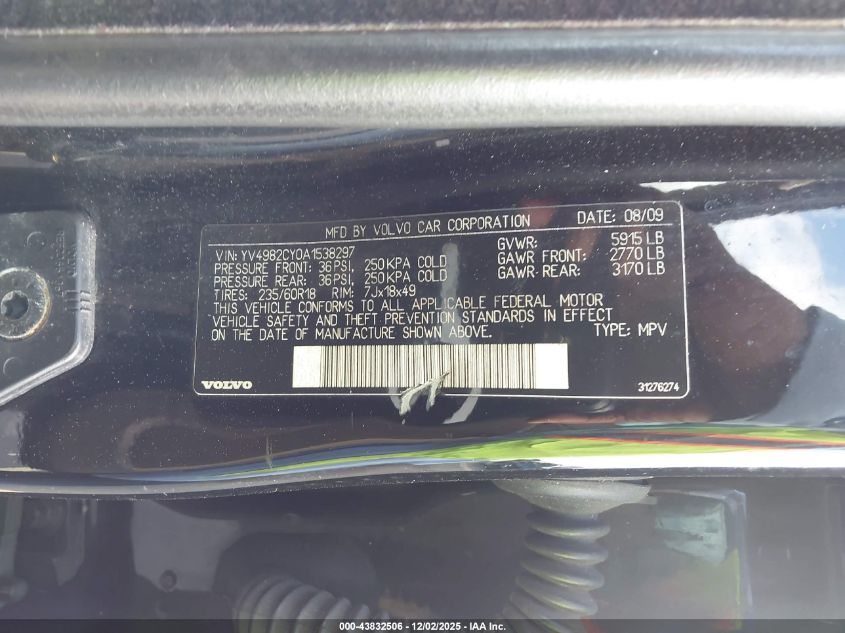 MFD BY VOLVO CAR CORPORATION DATE: 08/09
VIN: YV4982CY0A1538297
PRESSURE FRONT: 36PSI, 250KPA COLD
PRESSURE REAR: 36PSI, 250KPA COLD
TIRES: 235/60R18 RIM: 7Jx18x49
GVWR: 5915 LB
GAWR FRONT: 2770 LB
GAWR REAR: 3170 LB
THIS VEHICLE CONFORMS TO ALL APPLICABLE FEDERAL MOTOR
VEHICLE SAFETY AND THEFT PREVENTION STANDARDS IN EFFECT
ON THE DATE OF MANUFACTURE SHOWN ABOVE. TYPE: MPV
VOLVO 31276274
000-43832506 | 12/02/2025 - IAA Inc.